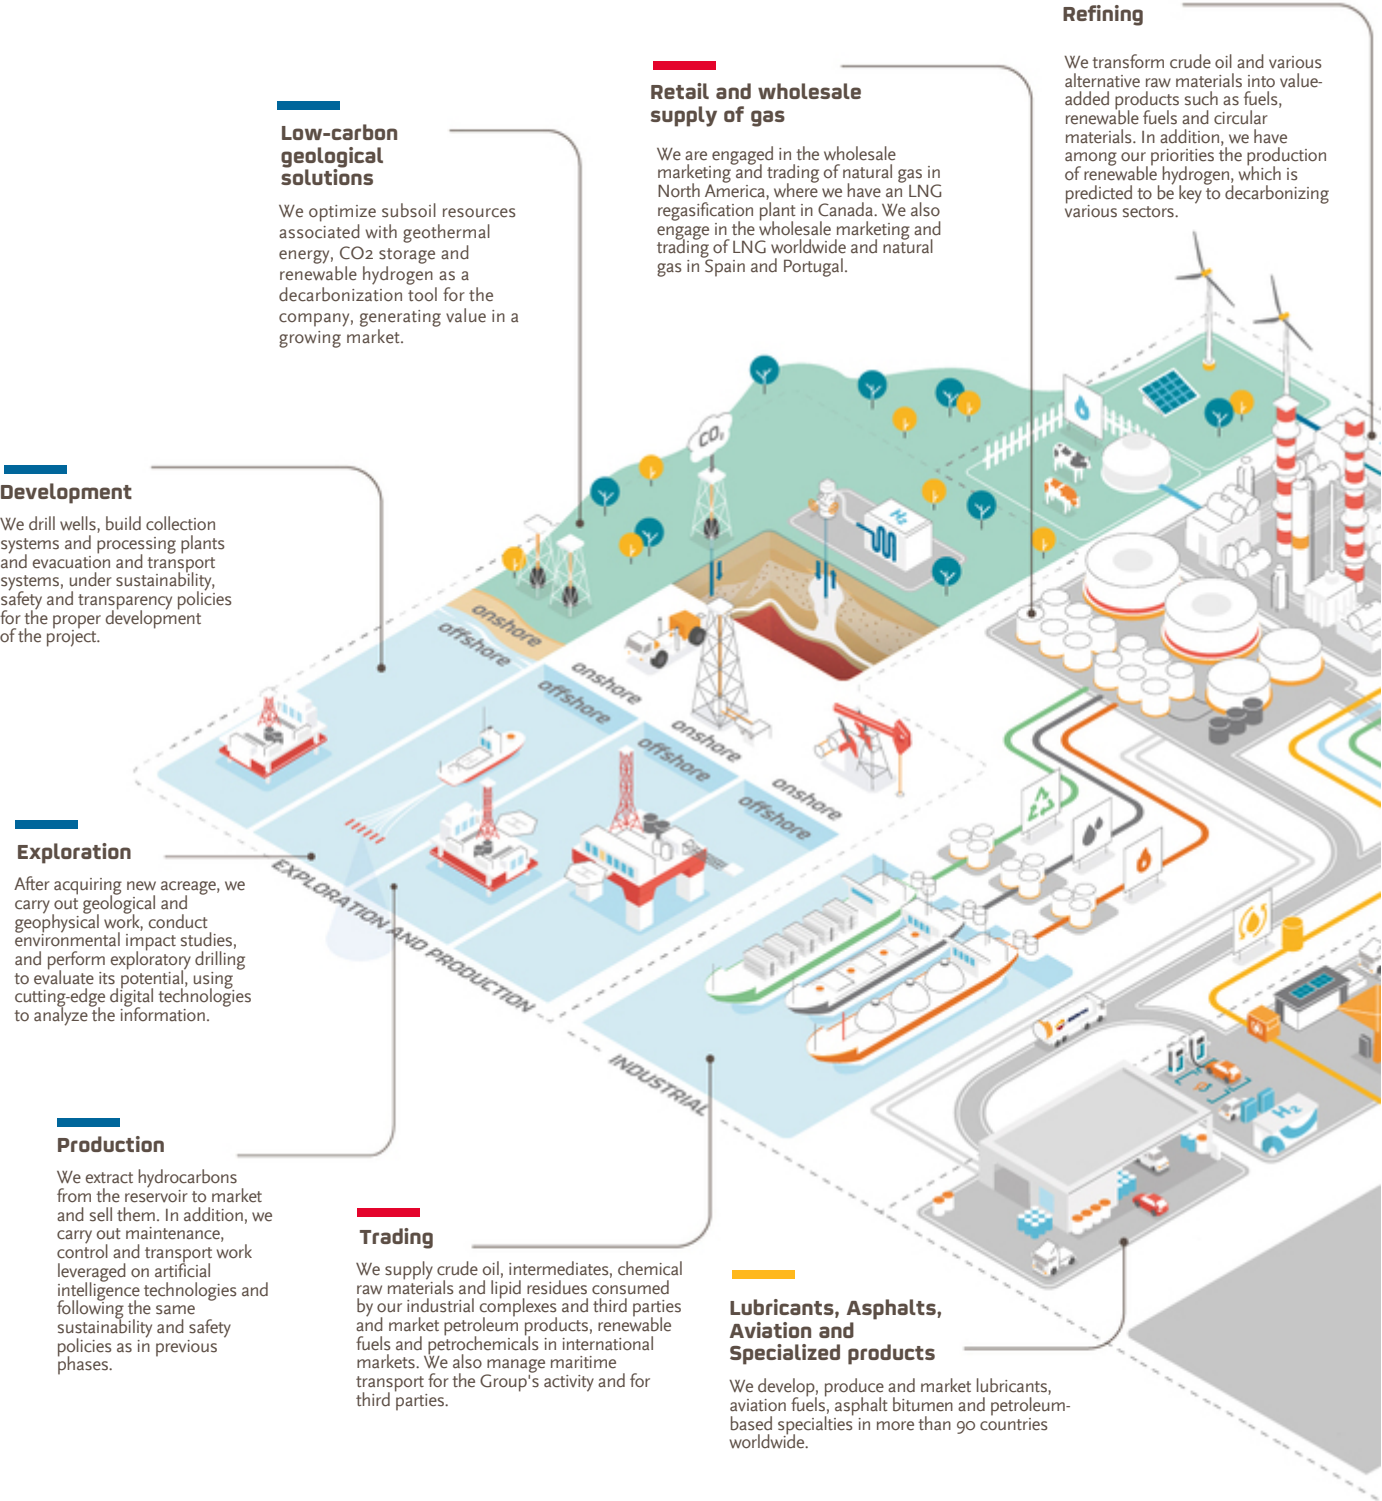 Refining
We transform crude oil and various
alternative raw materials into value-
added products such as fuels,
renewable fuels and circular
materials. In addition, we have
among our priorities the production
of renewable hydrogen, which is
predicted to be key to decarbonizing
various sectors.
Retail and wholesale
supply of gas
We are engaged in the wholesale
marketing and trading of natural gas in
North America, where we have an LNG
regasification plant in Canada. We also
engage in the wholesale marketing and
trading of LNG worldwide and natural
gas in Spain and Portugal.
Low-carbon
geological
solutions
We optimize subsoil resources
associated with geothermal
energy, CO2 storage and
renewable hydrogen as a
decarbonization tool for the
company, generating value in a
growing market.
Development
We drill wells, build collection
systems and processing plants
and evacuation and transport
systems, under sustainability,
safety and transparency policies
for the proper development
of the project.
CO₂
H₂
onshore
offshore
onshore
offshore
onshore
offshore
onshore
offshore
Exploration
After acquiring new acreage, we
carry out geological and
geophysical work, conduct
environmental impact studies,
and perform exploratory drilling
to evaluate its potential, using
cutting-edge digital technologies
to analyze the information.
EXPLORATION AND PRODUCTION
INDUSTRIAL
H₂
Production
We extract hydrocarbons
from the reservoir to market
and sell them. In addition, we
carry out maintenance,
control and transport work
leveraged on artificial
intelligence technologies and
following the same
sustainability and safety
policies as in previous
phases.
Trading
We supply crude oil, intermediates, chemical
raw materials and lipid residues consumed
by our industrial complexes and third parties
and market petroleum products, renewable
fuels and petrochemicals in international
markets. We also manage maritime
transport for the Group's activity and for
third parties.
Lubricants, Asphalts,
Aviation and
Specialized products
We develop, produce and market lubricants,
aviation fuels, asphalt bitumen and petroleum-
based specialties in more than 90 countries
worldwide.